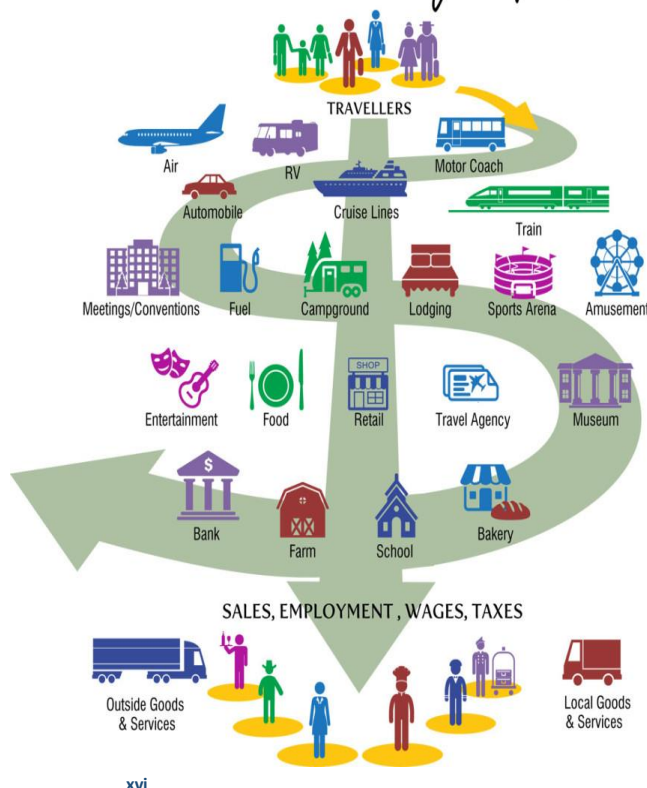 TRAVELLERS
Air
RV
Motor Coach
Automobile
Cruise Lines
Train
Meetings/Conventions
Fuel
Campground
Lodging
Sports Arena
Amusement
SHOP
Entertainment
Food
Retail
Travel Agency
Museum
$
Bank
Farm
School
Bakery
SALES, EMPLOYMENT , WAGES, TAXES
Outside Goods
& Services
Local Goods
& Services
xvi